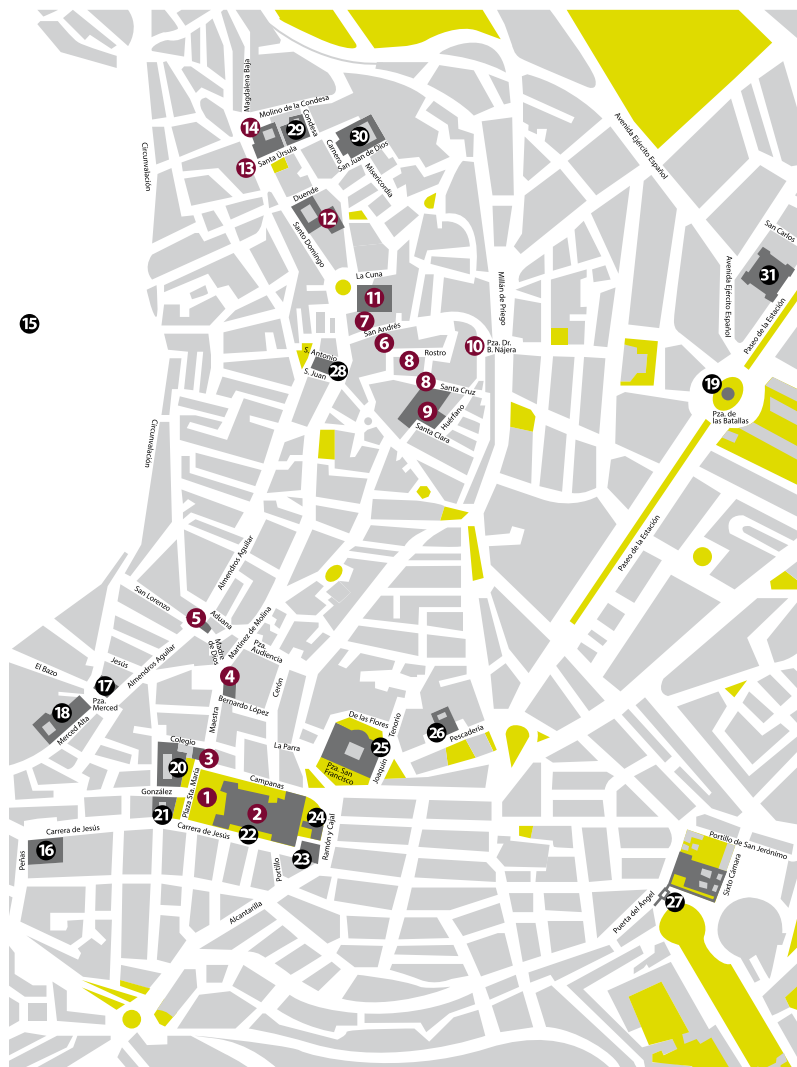 Magdalena Baja
Molino de la Condesa
14
29
Condesa
30
Circunvalación
13
Santa Úrsula
Carnero
San Juan de Dios
Misericordia
Avenida Ejército Español
San Carlos
Duende
12
Santo Domingo
31
Avenida Ejército Español
Paseo de la Estación
La Cuna
11
Millán de Priego
15
7
San Andrés
6
10
Pza. Dr.
B. Nájera
S. Antonio
S. Juan
28
8
Rostro
8
Santa Cruz
9
Huérfano
Santa Clara
19
Pza. de
las Batallas
Circunvalación
Paseo de la Estación
Almendros Aguilar
San Lorenzo
5
Aduana
Madre
de Dios
Martínez de Molina
Pza.
Audiencia
El Bazo
Jesús
17
Pza.
Merced
Almendros Aguilar
4
Cerón
Bernardo López
18
Merced Alta
Maestra
De las Flores
Tenorio
26
Pescadería
Colegio
3
La Parra
25
Joaquín
Pza. San
Francisco
20
González
Plaza Sta. María
1
Campanas
2
21
Carrera de Jesús
22
24
Ramón y Cajal
Carrera de Jesús
16
Peñas
Portillo
23
Portillo de San Jerónimo
Sixto Cámara
27
Puerta del Ángel
Alcantarilla